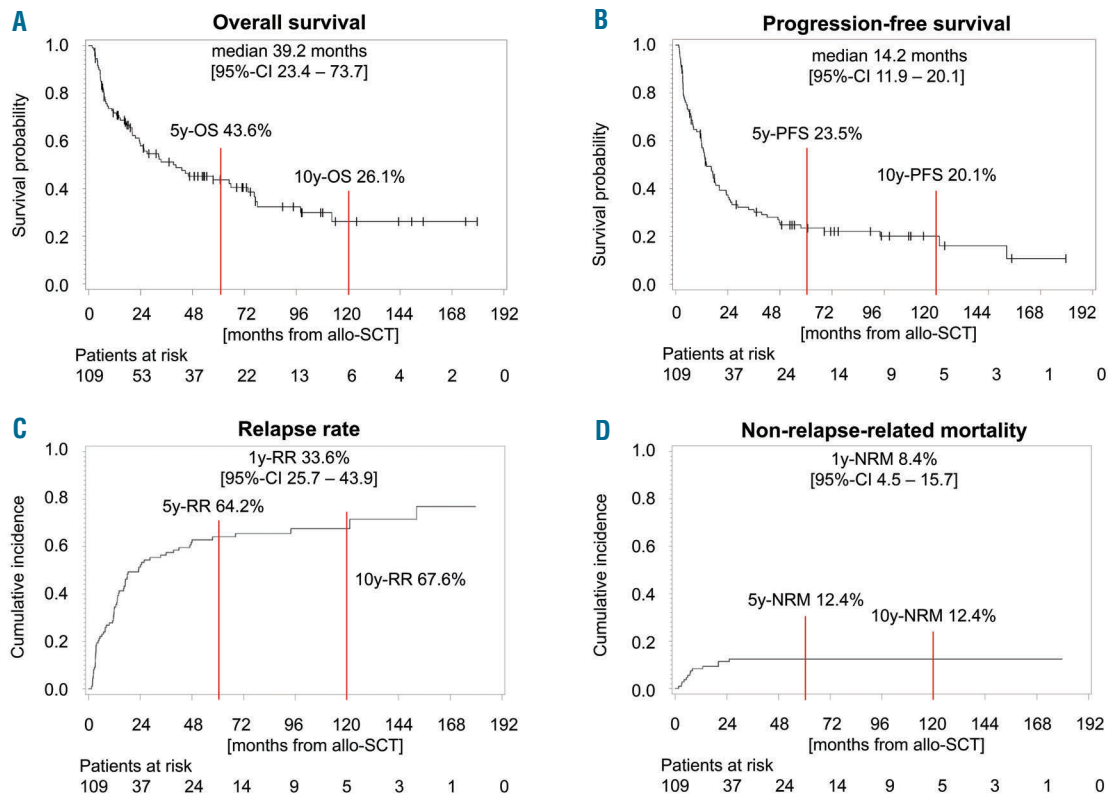 A
Overall survival
median 39.2 months
[95%-CI 23.4 – 73.7]
5y-OS 43.6%
10y-OS 26.1%
Survival probability
1.0
0.8
0.6
0.4
0.2
0.0
0 24 48 72 96 120 144 168 192
[months from allo-SCT]
Patients at risk
109 53 37 22 13 6 4 2 0
B
Progression-free survival
median 14.2 months
[95%-CI 11.9 – 20.1]
5y-PFS 23.5%
10y-PFS 20.1%
Survival probability
1.0
0.8
0.6
0.4
0.2
0.0
0 24 48 72 96 120 144 168 192
[months from allo-SCT]
Patients at risk
109 37 24 14 9 5 3 1 0
C
Relapse rate
1y-RR 33.6%
[95%-CI 25.7 – 43.9]
5y-RR 64.2%
10y-RR 67.6%
Cumulative incidence
1.0
0.8
0.6
0.4
0.2
0.0
0 24 48 72 96 120 144 168 192
[months from allo-SCT]
Patients at risk
109 37 24 14 9 5 3 1 0
D
Non-relapse-related mortality
1y-NRM 8.4%
[95%-CI 4.5 – 15.7]
5y-NRM 12.4%
10y-NRM 12.4%
Cumulative incidence
1.0
0.8
0.6
0.4
0.2
0.0
0 24 48 72 96 120 144 168 192
[months from allo-SCT]
Patients at risk
109 37 24 14 9 5 3 1 0